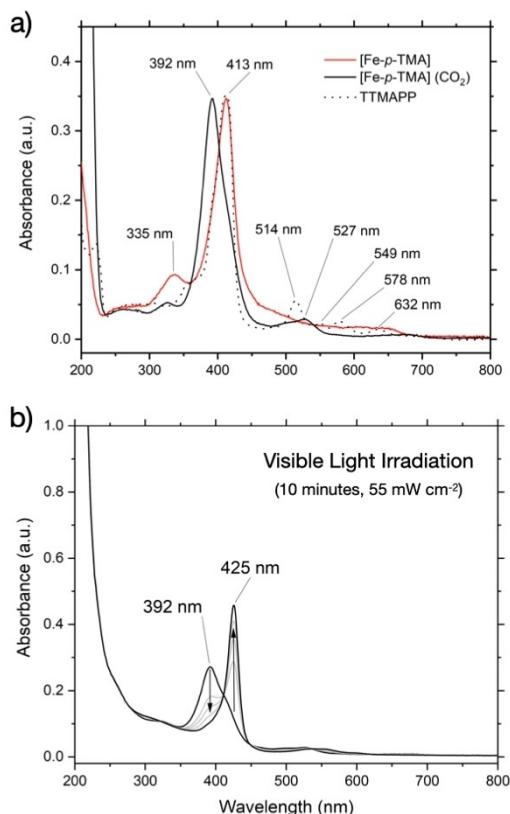 a)
392 nm
413 nm
[Fe-p-TMA]
[Fe-p-TMA] (CO₂)
TTMAPP
335 nm
514 nm
527 nm
549 nm
578 nm
632 nm
Absorbance (a.u.)
0.4
0.3
0.2
0.1
0.0
200 300 400 500 600 700 800
b)
Visible Light Irradiation
(10 minutes, 55 mW cm⁻²)
425 nm
392 nm
Absorbance (a.u.)
1.0
0.8
0.6
0.4
0.2
0.0
200 300 400 500 600 700 800
Wavelength (nm)